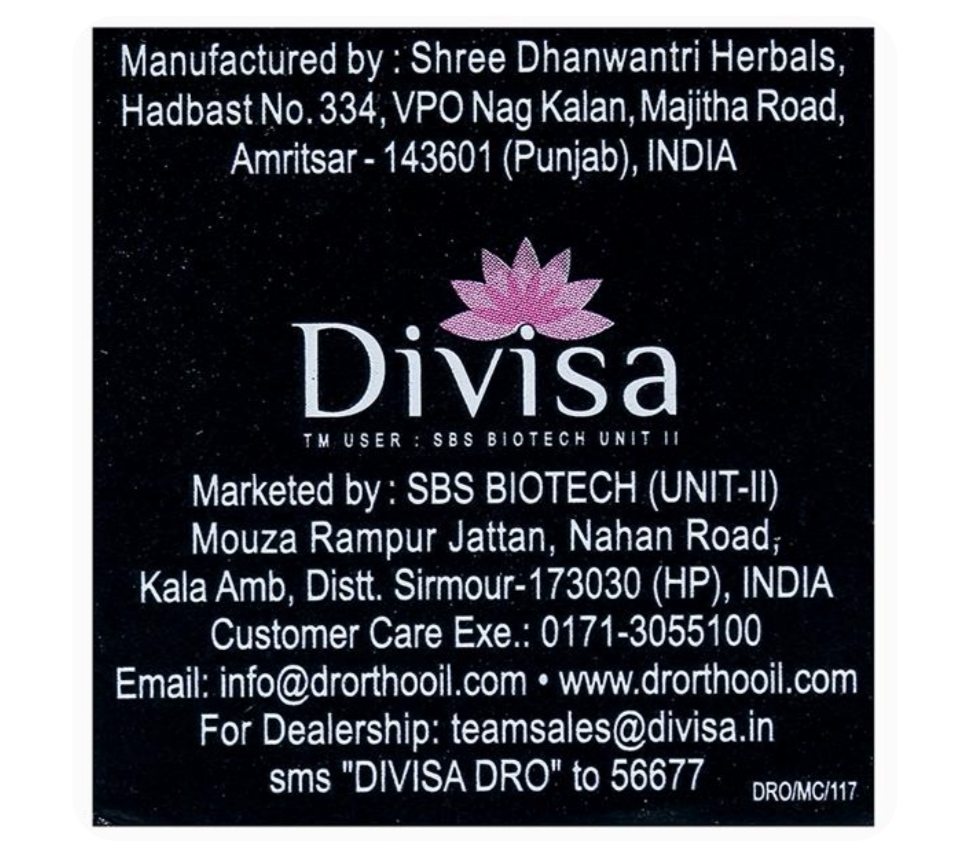 Manufactured by : Shree Dhanwantri Herbals,
Hadbast No. 334, VPO Nag Kalan, Majitha Road,
Amritsar - 143601 (Punjab), INDIA
Divisa
TM USER : SBS BIOTECH UNIT II
Marketed by : SBS BIOTECH (UNIT-II)
Mouza Rampur Jattan, Nahan Road,
Kala Amb, Distt. Sirmour-173030 (HP), INDIA
Customer Care Exe.: 0171-3055100
Email: info@drorthooil.com • www.drorthooil.com
For Dealership: teamsales@divisa.in
sms "DIVISA DRO" to 56677
DRO/MC/117